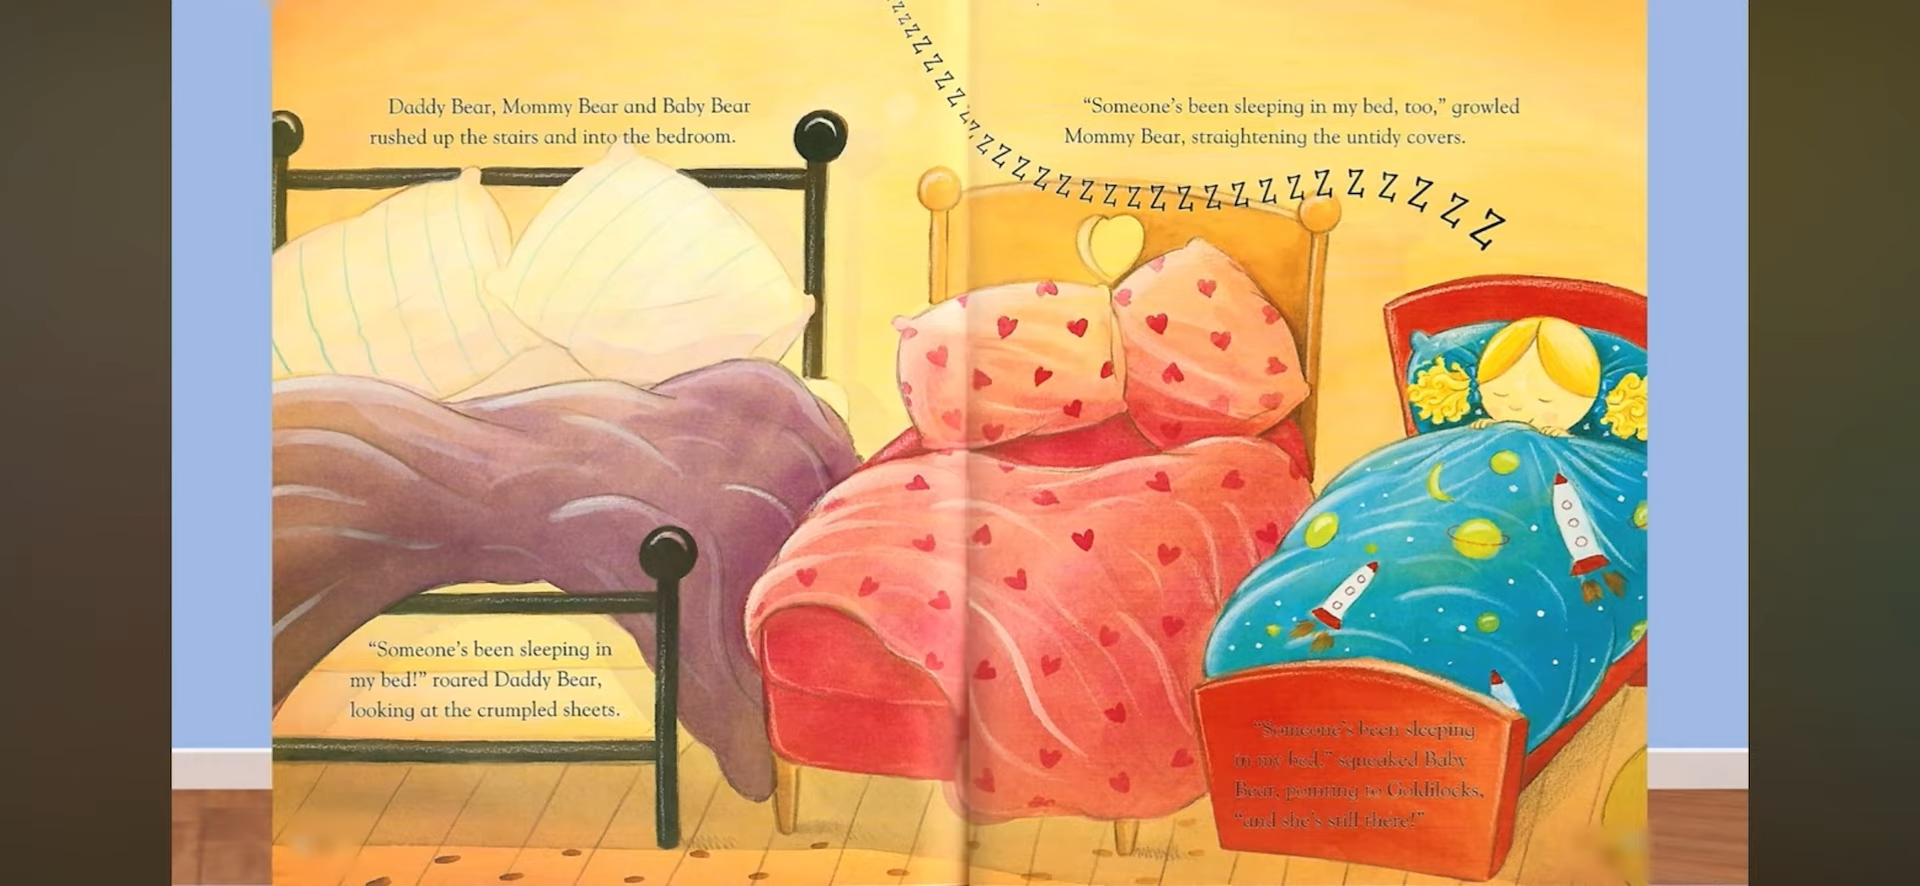 Daddy Bear, Mommy Bear and Baby Bear
rushed up the stairs and into the bedroom.
“Someone’s been sleeping in
my bed!” roared Daddy Bear,
looking at the crumpled sheets.
zzzzzzzzzzzzzzzzzzzzzzzzzzzzzzzzzzz
“Someone’s been sleeping in my bed, too,” growled
Mommy Bear, straightening the untidy covers.
“Someone’s been sleeping
in my bed,” squeaked Baby
Bear, pointing to Goldilocks,
“and she’s still there!”